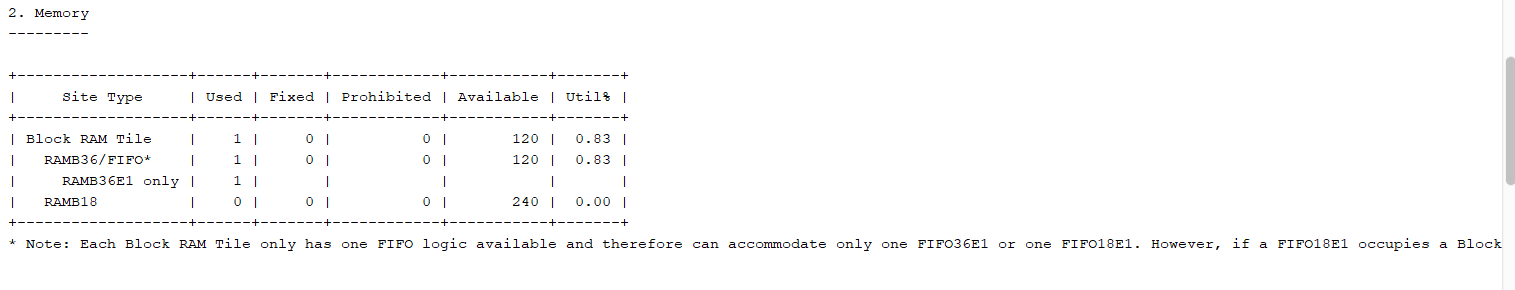 2. Memory
---------
+-------------------+------+-------+------------+-----------+-------+
|     Site Type     | Used | Fixed | Prohibited | Available | Util% |
+-------------------+------+-------+------------+-----------+-------+
| Block RAM Tile    |    1 |     0 |          0 |       120 |  0.83 |
|   RAMB36/FIFO*    |    1 |     0 |          0 |       120 |  0.83 |
|     RAMB36E1 only |    1 |       |            |           |       |
|   RAMB18          |    0 |     0 |          0 |       240 |  0.00 |
+-------------------+------+-------+------------+-----------+-------+
* Note: Each Block RAM Tile only has one FIFO logic available and therefore can accommodate only one FIFO36E1 or one FIFO18E1. However, if a FIFO18E1 occupies a Block